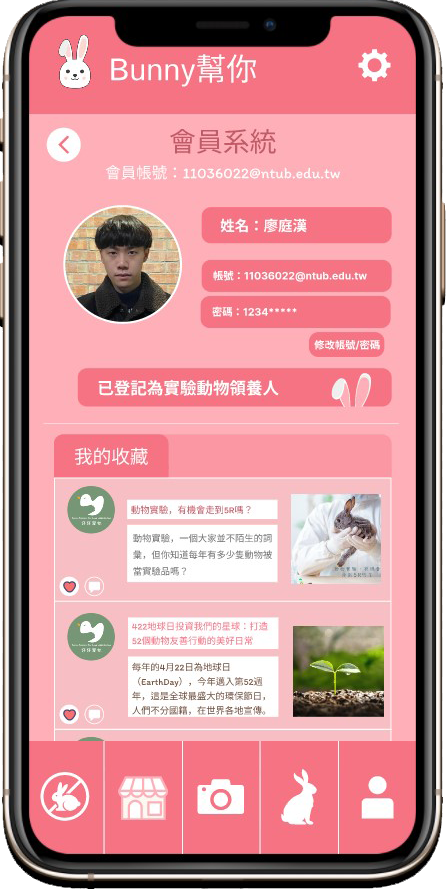 Bunny幫你
會員系統
會員帳號：11036022@ntub.edu.tw
姓名：廖庭漢
帳號：11036022@ntub.edu.tw
密碼：1234*****
修改帳號/密碼
已登記為實驗動物領養人
我的收藏
動物實驗，有機會走到5R嗎？
動物實驗，一個大家並不陌生的詞
彙，但你知道每年有多少隻動物被
當實驗品嗎？
422地球日投資我們的星球：打造
52個動物友善行動的美好日常
每年的4月22日為地球日
（EarthDay），今年邁入第52週
年，這是全球最盛大的環保節日，
人們不分國籍，在世界各地宣傳。